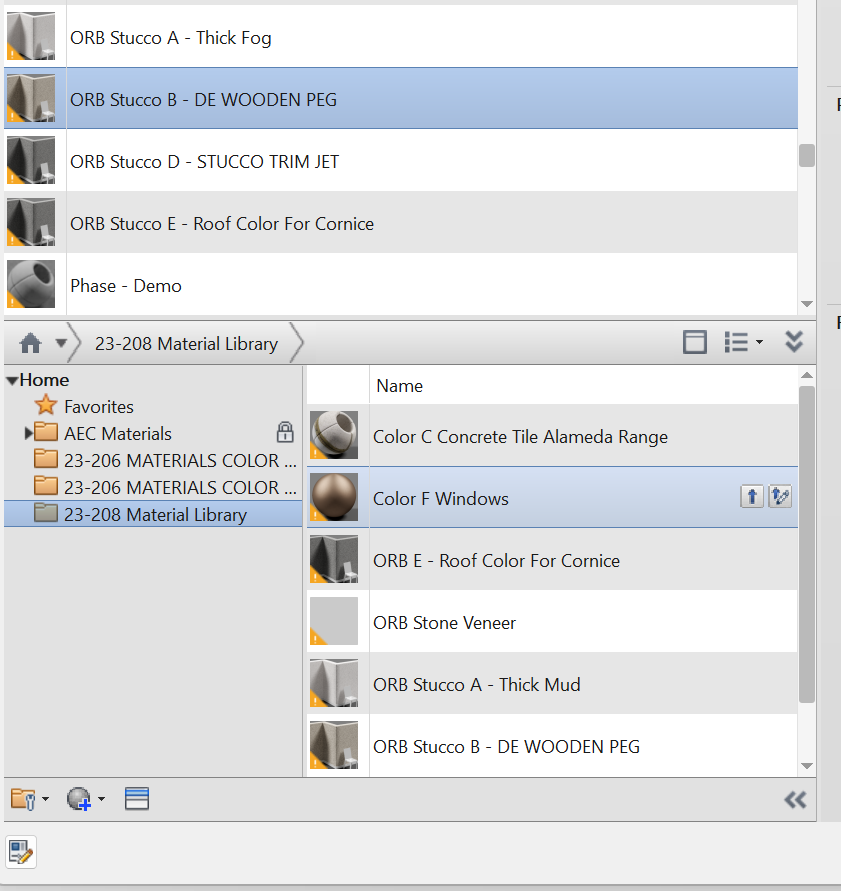 ORB Stucco A - Thick Fog
ORB Stucco B - DE WOODEN PEG
ORB Stucco D - STUCCO TRIM JET
ORB Stucco E - Roof Color For Cornice
Phase - Demo
23-208 Material Library
Home
Favorites
AEC Materials
23-206 MATERIALS COLOR ...
23-206 MATERIALS COLOR ...
23-208 Material Library
Name
Color C Concrete Tile Alameda Range
Color F Windows
ORB E - Roof Color For Cornice
ORB Stone Veneer
ORB Stucco A - Thick Mud
ORB Stucco B - DE WOODEN PEG